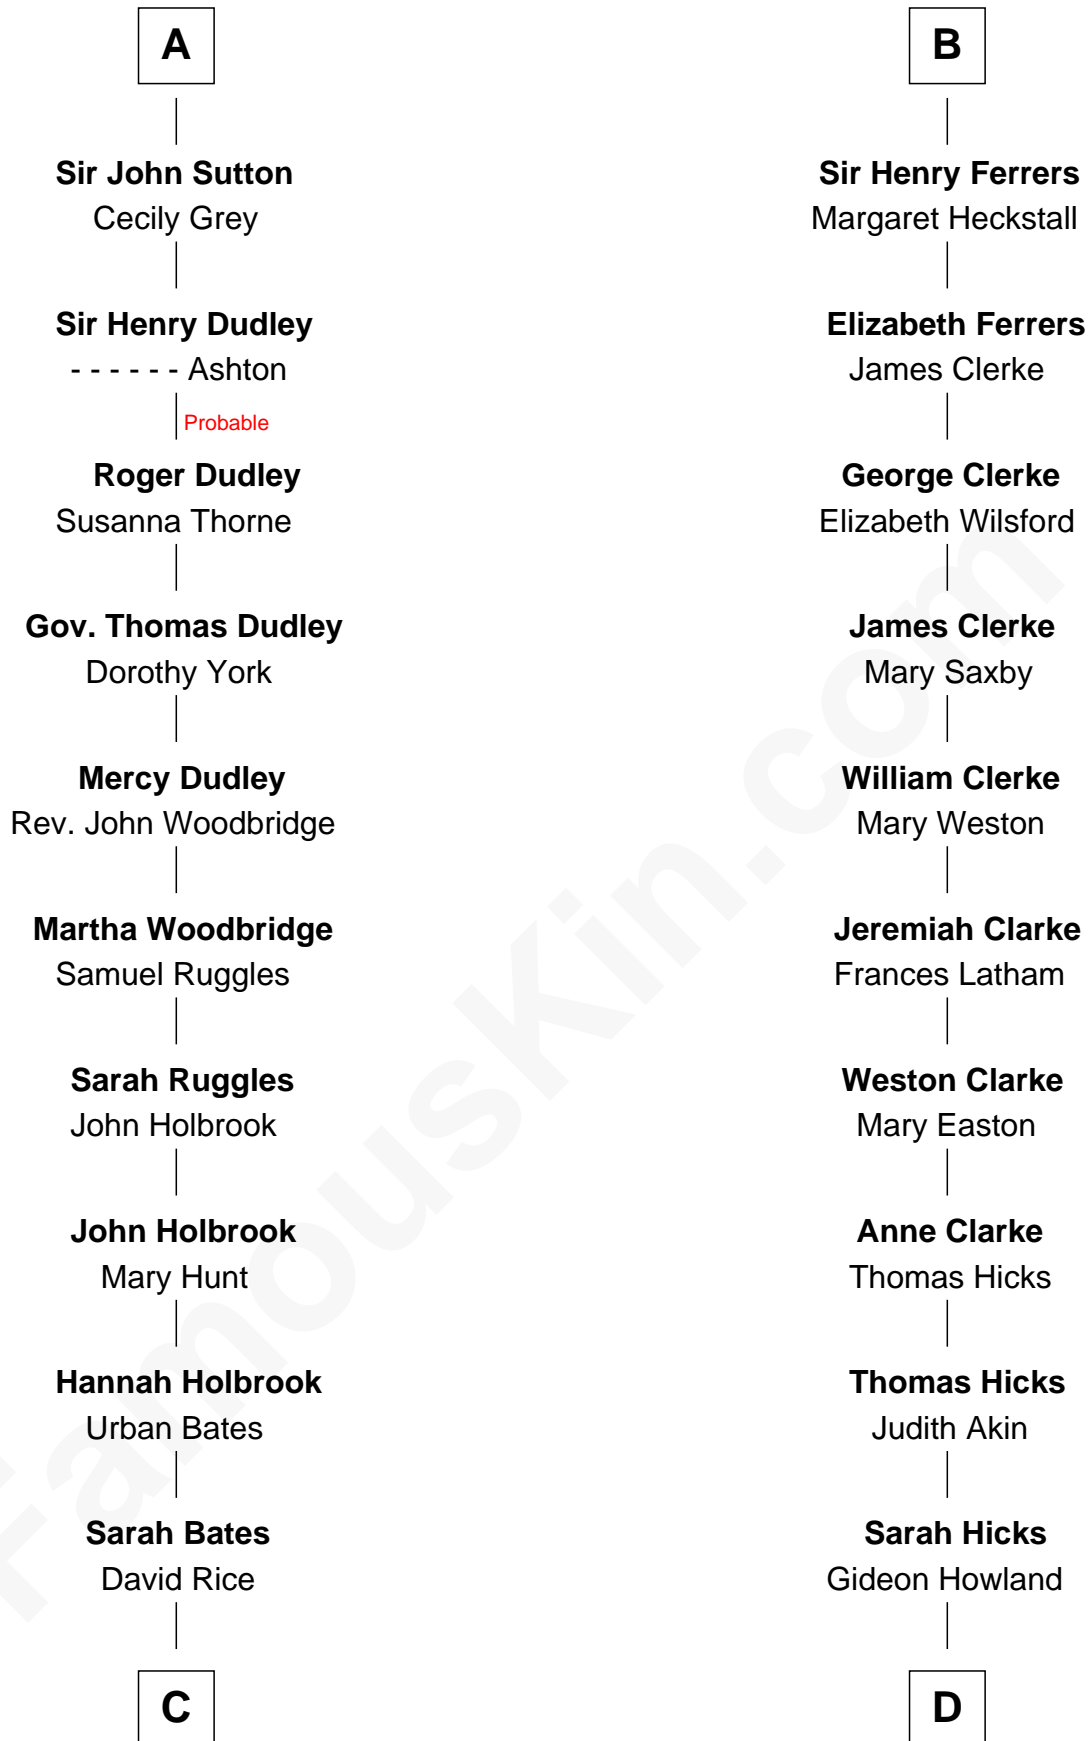 A
Sir John Sutton
Cecily Grey
Sir Henry Dudley
- - - - - - Ashton
Probable
Roger Dudley
Susanna Thorne
Gov. Thomas Dudley
Dorothy York
Mercy Dudley
Rev. John Woodbridge
Martha Woodbridge
Samuel Ruggles
Sarah Ruggles
John Holbrook
John Holbrook
Mary Hunt
Hannah Holbrook
Urban Bates
Sarah Bates
David Rice
C
B
Sir Henry Ferrers
Margaret Heckstall
Elizabeth Ferrers
James Clerke
George Clerke
Elizabeth Wilsford
James Clerke
Mary Saxby
William Clerke
Mary Weston
Jeremiah Clarke
Frances Latham
Weston Clarke
Mary Easton
Anne Clarke
Thomas Hicks
Thomas Hicks
Judith Akin
Sarah Hicks
Gideon Howland
D
FamousKin.com